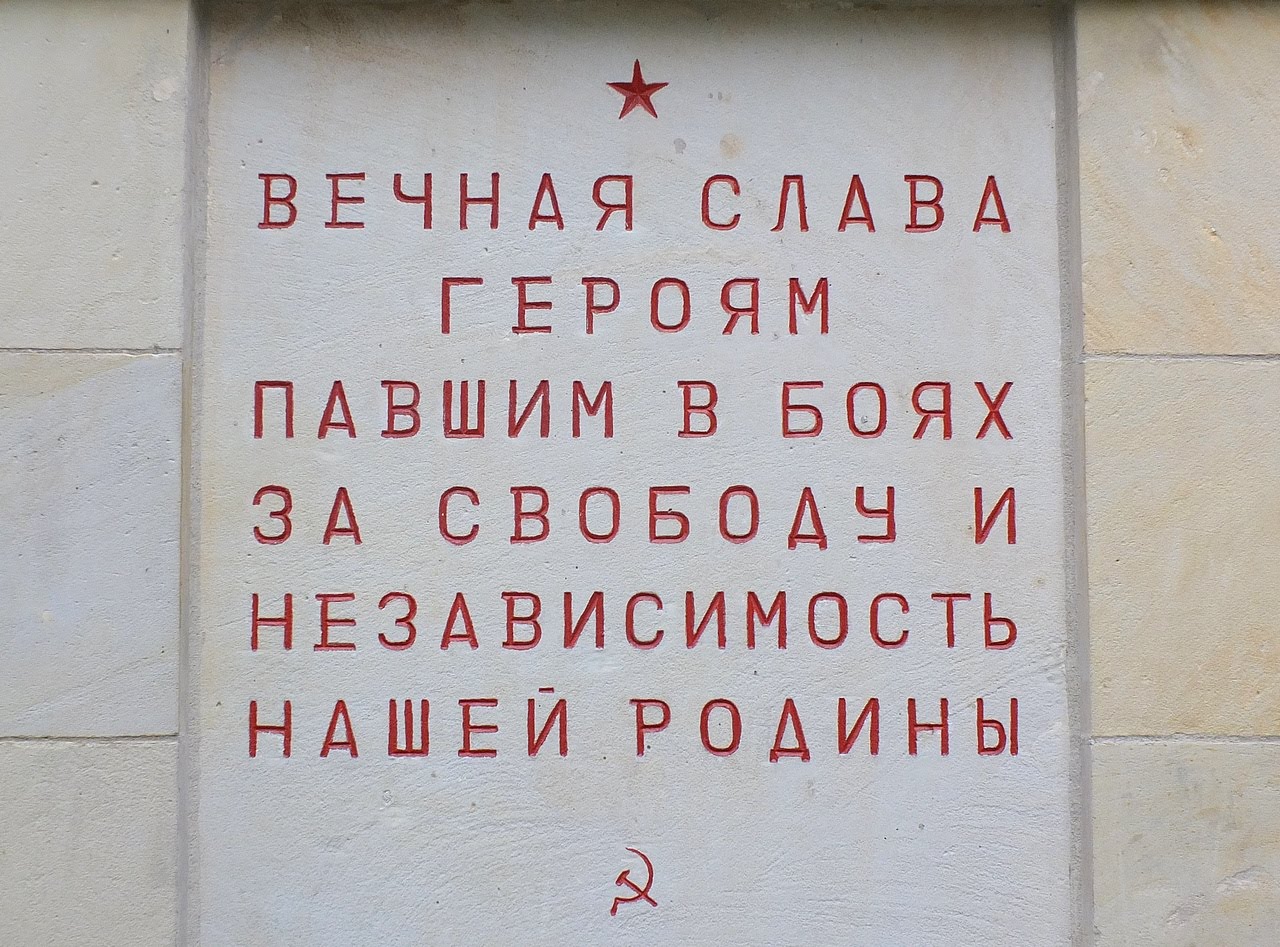 ВЕЧНАЯ СЛАВА
ГЕРОЯМ
ПАВШИМ В БОЯХ
ЗА СВОБОДУ И
НЕЗАВИСИМОСТЬ
НАШЕЙ РОДИНЫ